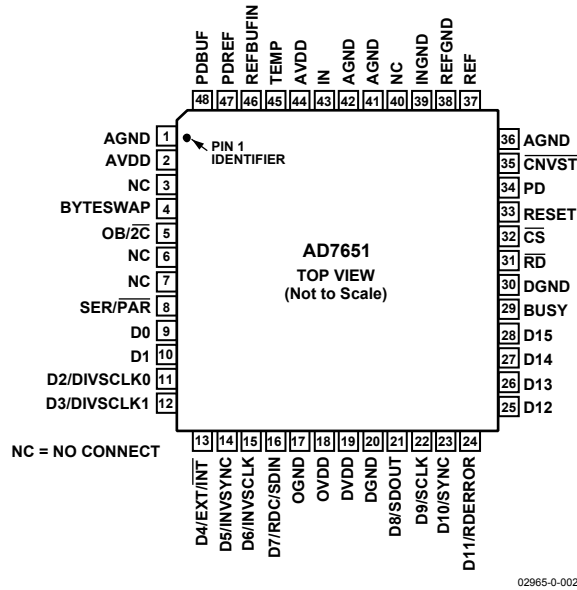 PDBUF
PDREF
REFBUFIN
TEMP
AVDD
IN
AGND
AGND
NC
INGND
REFGND
REF
48 47 46 45 44 43 42 41 40 39 38 37
AGND 1
AVDD 2
NC 3
BYTESWAP 4
OB/2C̅ 5
NC 6
NC 7
SER/P̅A̅R̅ 8
D0 9
D1 10
D2/DIVSCLK0 11
D3/DIVSCLK1 12
PIN 1
IDENTIFIER
AD7651
TOP VIEW
(Not to Scale)
36 AGND
35 C̅N̅V̅S̅T̅
34 PD
33 RESET
32 C̅S̅
31 R̅D̅
30 DGND
29 BUSY
28 D15
27 D14
26 D13
25 D12
13 14 15 16 17 18 19 20 21 22 23 24
NC = NO CONNECT
D4/EXT/I̅N̅T̅
D5/INVSYNC
D6/INVSCLK
D7/RDC/SDIN
OGND
OVDD
DVDD
DGND
D8/SDOUT
D9/SCLK
D10/SYNC
D11/RDERROR
02965-0-002